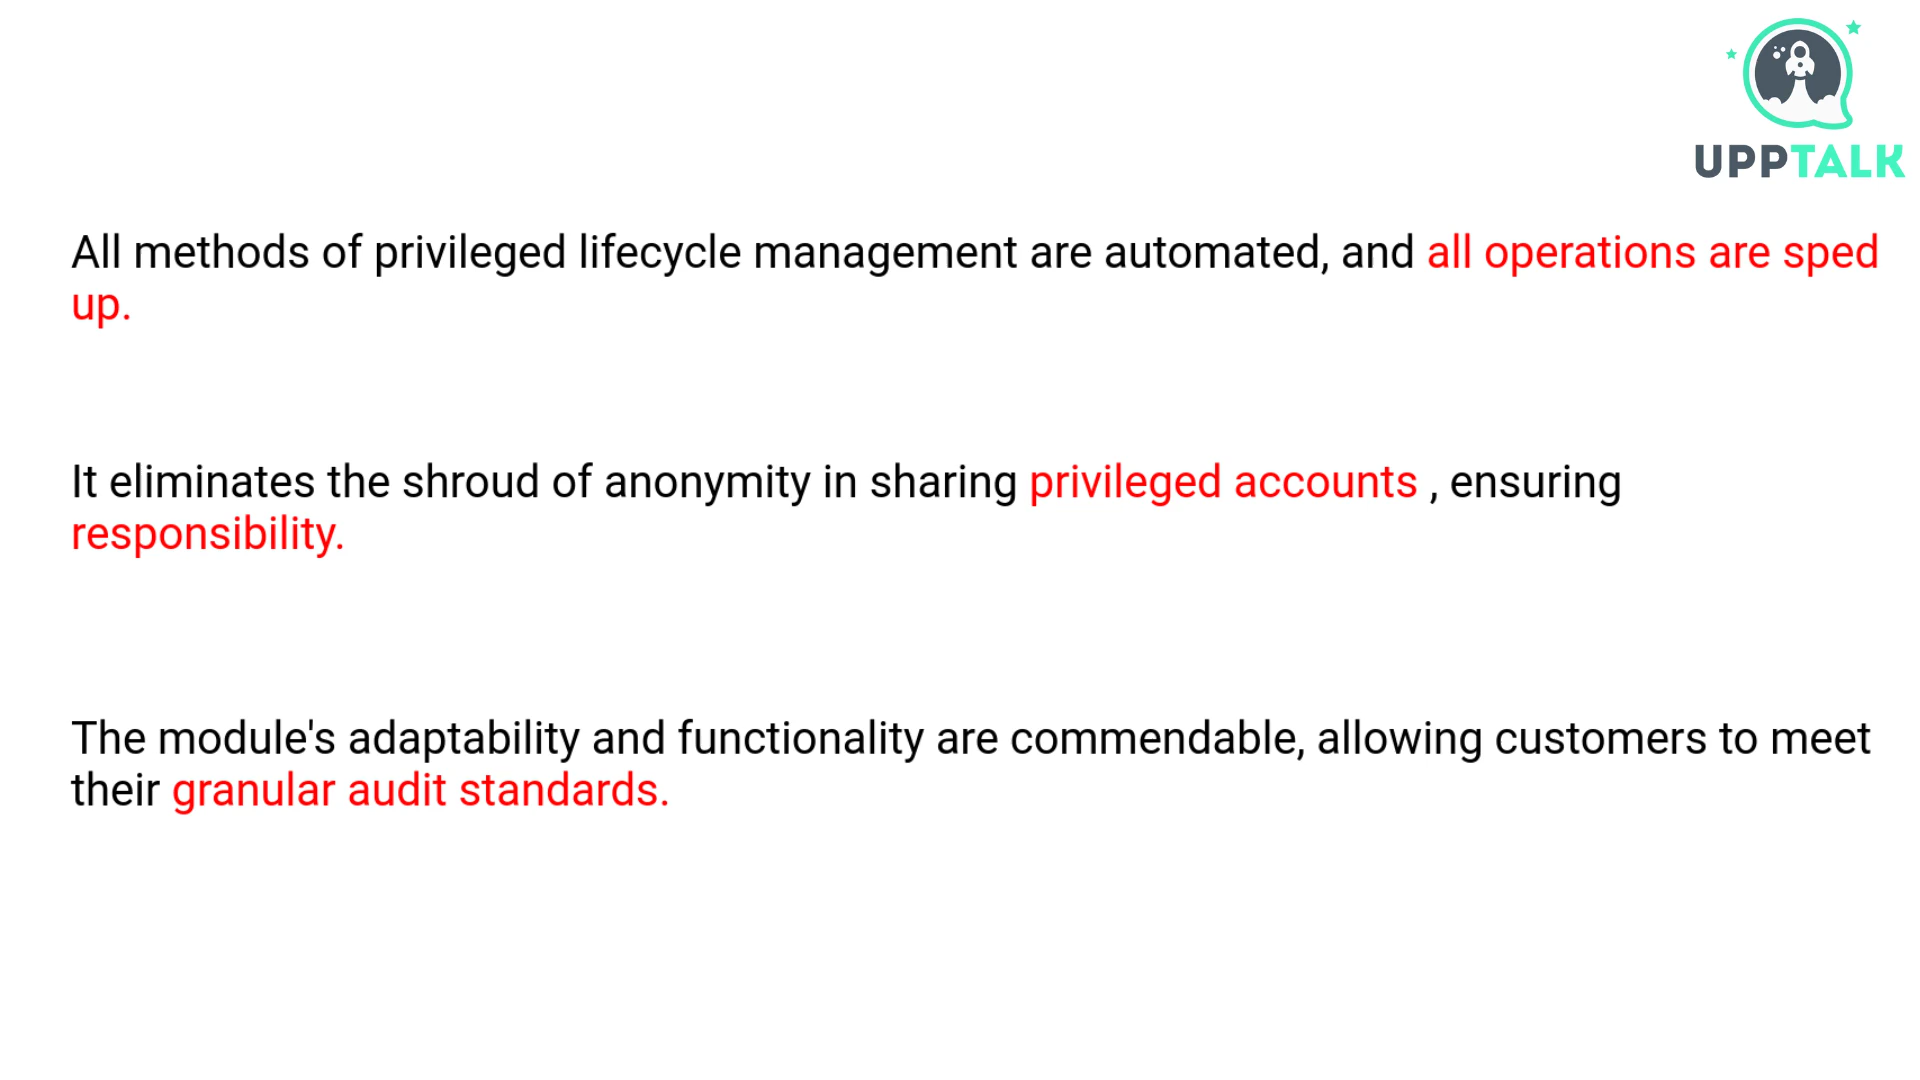 UPPTALK
All methods of privileged lifecycle management are automated, and all operations are sped
up.
It eliminates the shroud of anonymity in sharing privileged accounts , ensuring
responsibility.
The module's adaptability and functionality are commendable, allowing customers to meet
their granular audit standards.